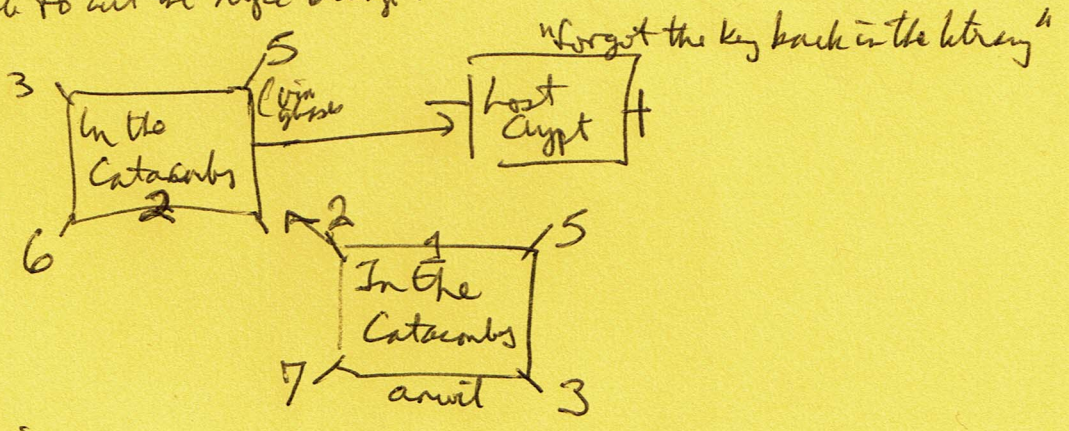 "forgot the key back in the library"
5
3
In the
Catacombs
2
6
Lost
Crypt
2
1
5
In the
Catacombs
7
anvil
3